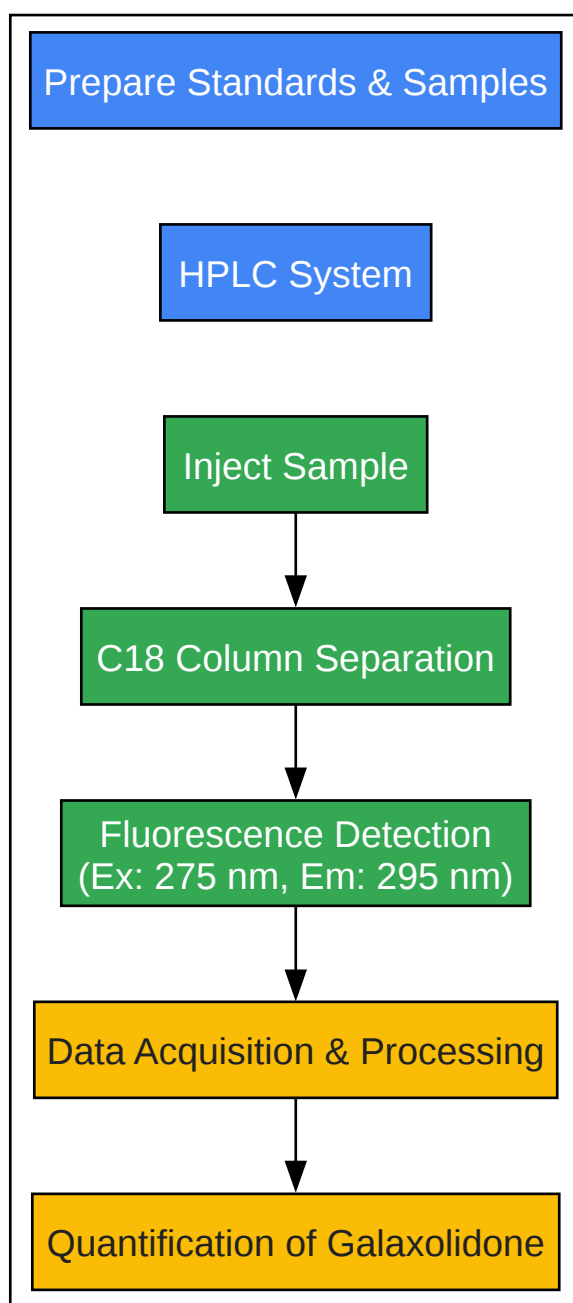 Prepare Standards & Samples
HPLC System
Inject Sample
C18 Column Separation
Fluorescence Detection
(Ex: 275 nm, Em: 295 nm)
Data Acquisition & Processing
Quantification of Galaxolidone